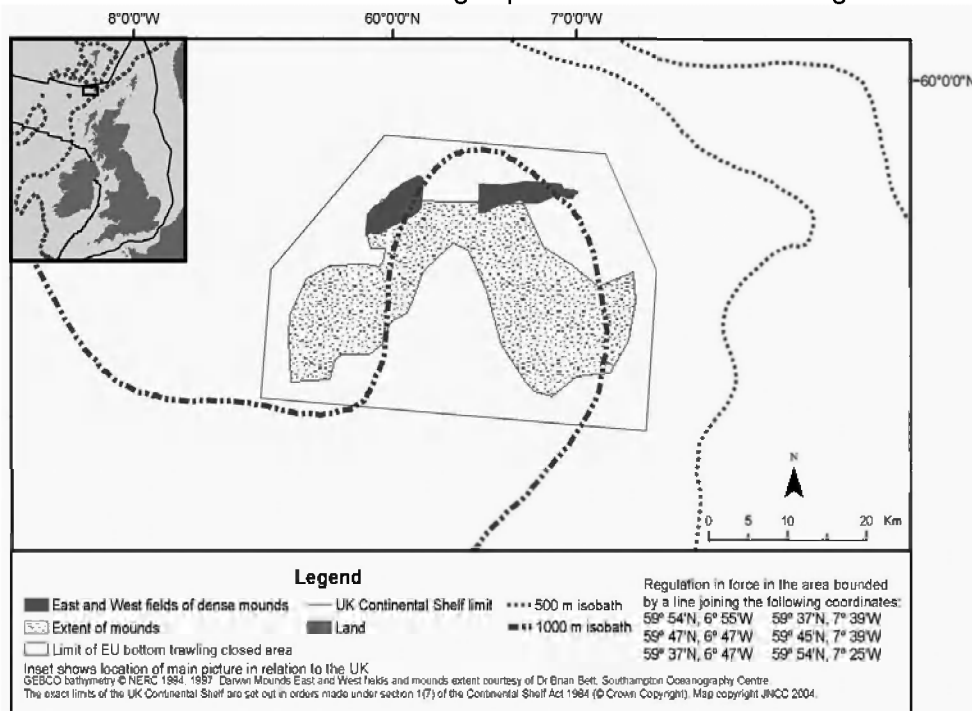 8°0'0"W 60°0'0"N 7°0'0"W
60°0'0"N
N
0 5 10 20 Km
Legend
East and West fields of dense mounds
UK Continental Shelf limit
500 m isobath
Extent of mounds
Land
1000 m isobath
Limit of EU bottom trawling closed area
Inset shows location of main picture in relation to the UK
Regulation in force in the area bounded
by a line joining the following coordinates:
59° 54'N, 6° 55'W 59° 37'N, 7° 39'W
59° 47'N, 6° 47'W 59° 45'N, 7° 39'W
59° 37'N, 6° 47'W 59° 54'N, 7° 25'W
GEBCO bathymetry © NERC 1994, 1997 Darwin Mounds East and West fields and mounds extent courtesy of Dr Brian Bett, Southampton Oceanography Centre.
The exact limits of the UK Continental Shelf are set out in orders made under section 1(7) of the Continental Shelf Act 1964 (© Crown Copyright). Map copyright JNCC 2004.